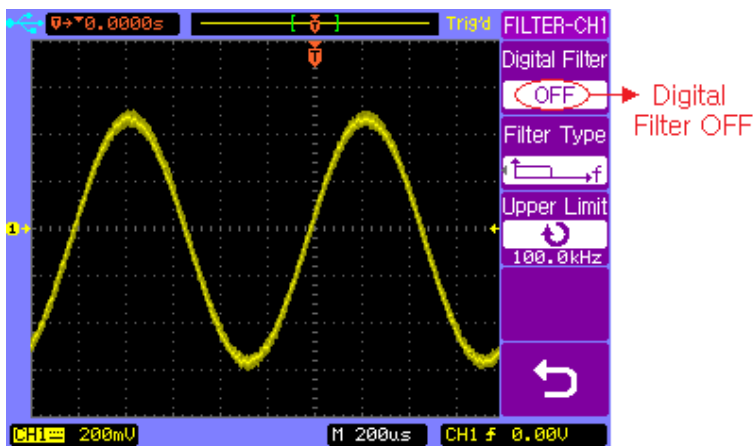 T→▼0.0000s
T
Trig'd
FILTER-CH1
T
Digital Filter
OFF
Digital
Filter OFF
Filter Type
f
Upper Limit
100.0kHz
1
CH1 200mV
M 200us
CH1 0.00V